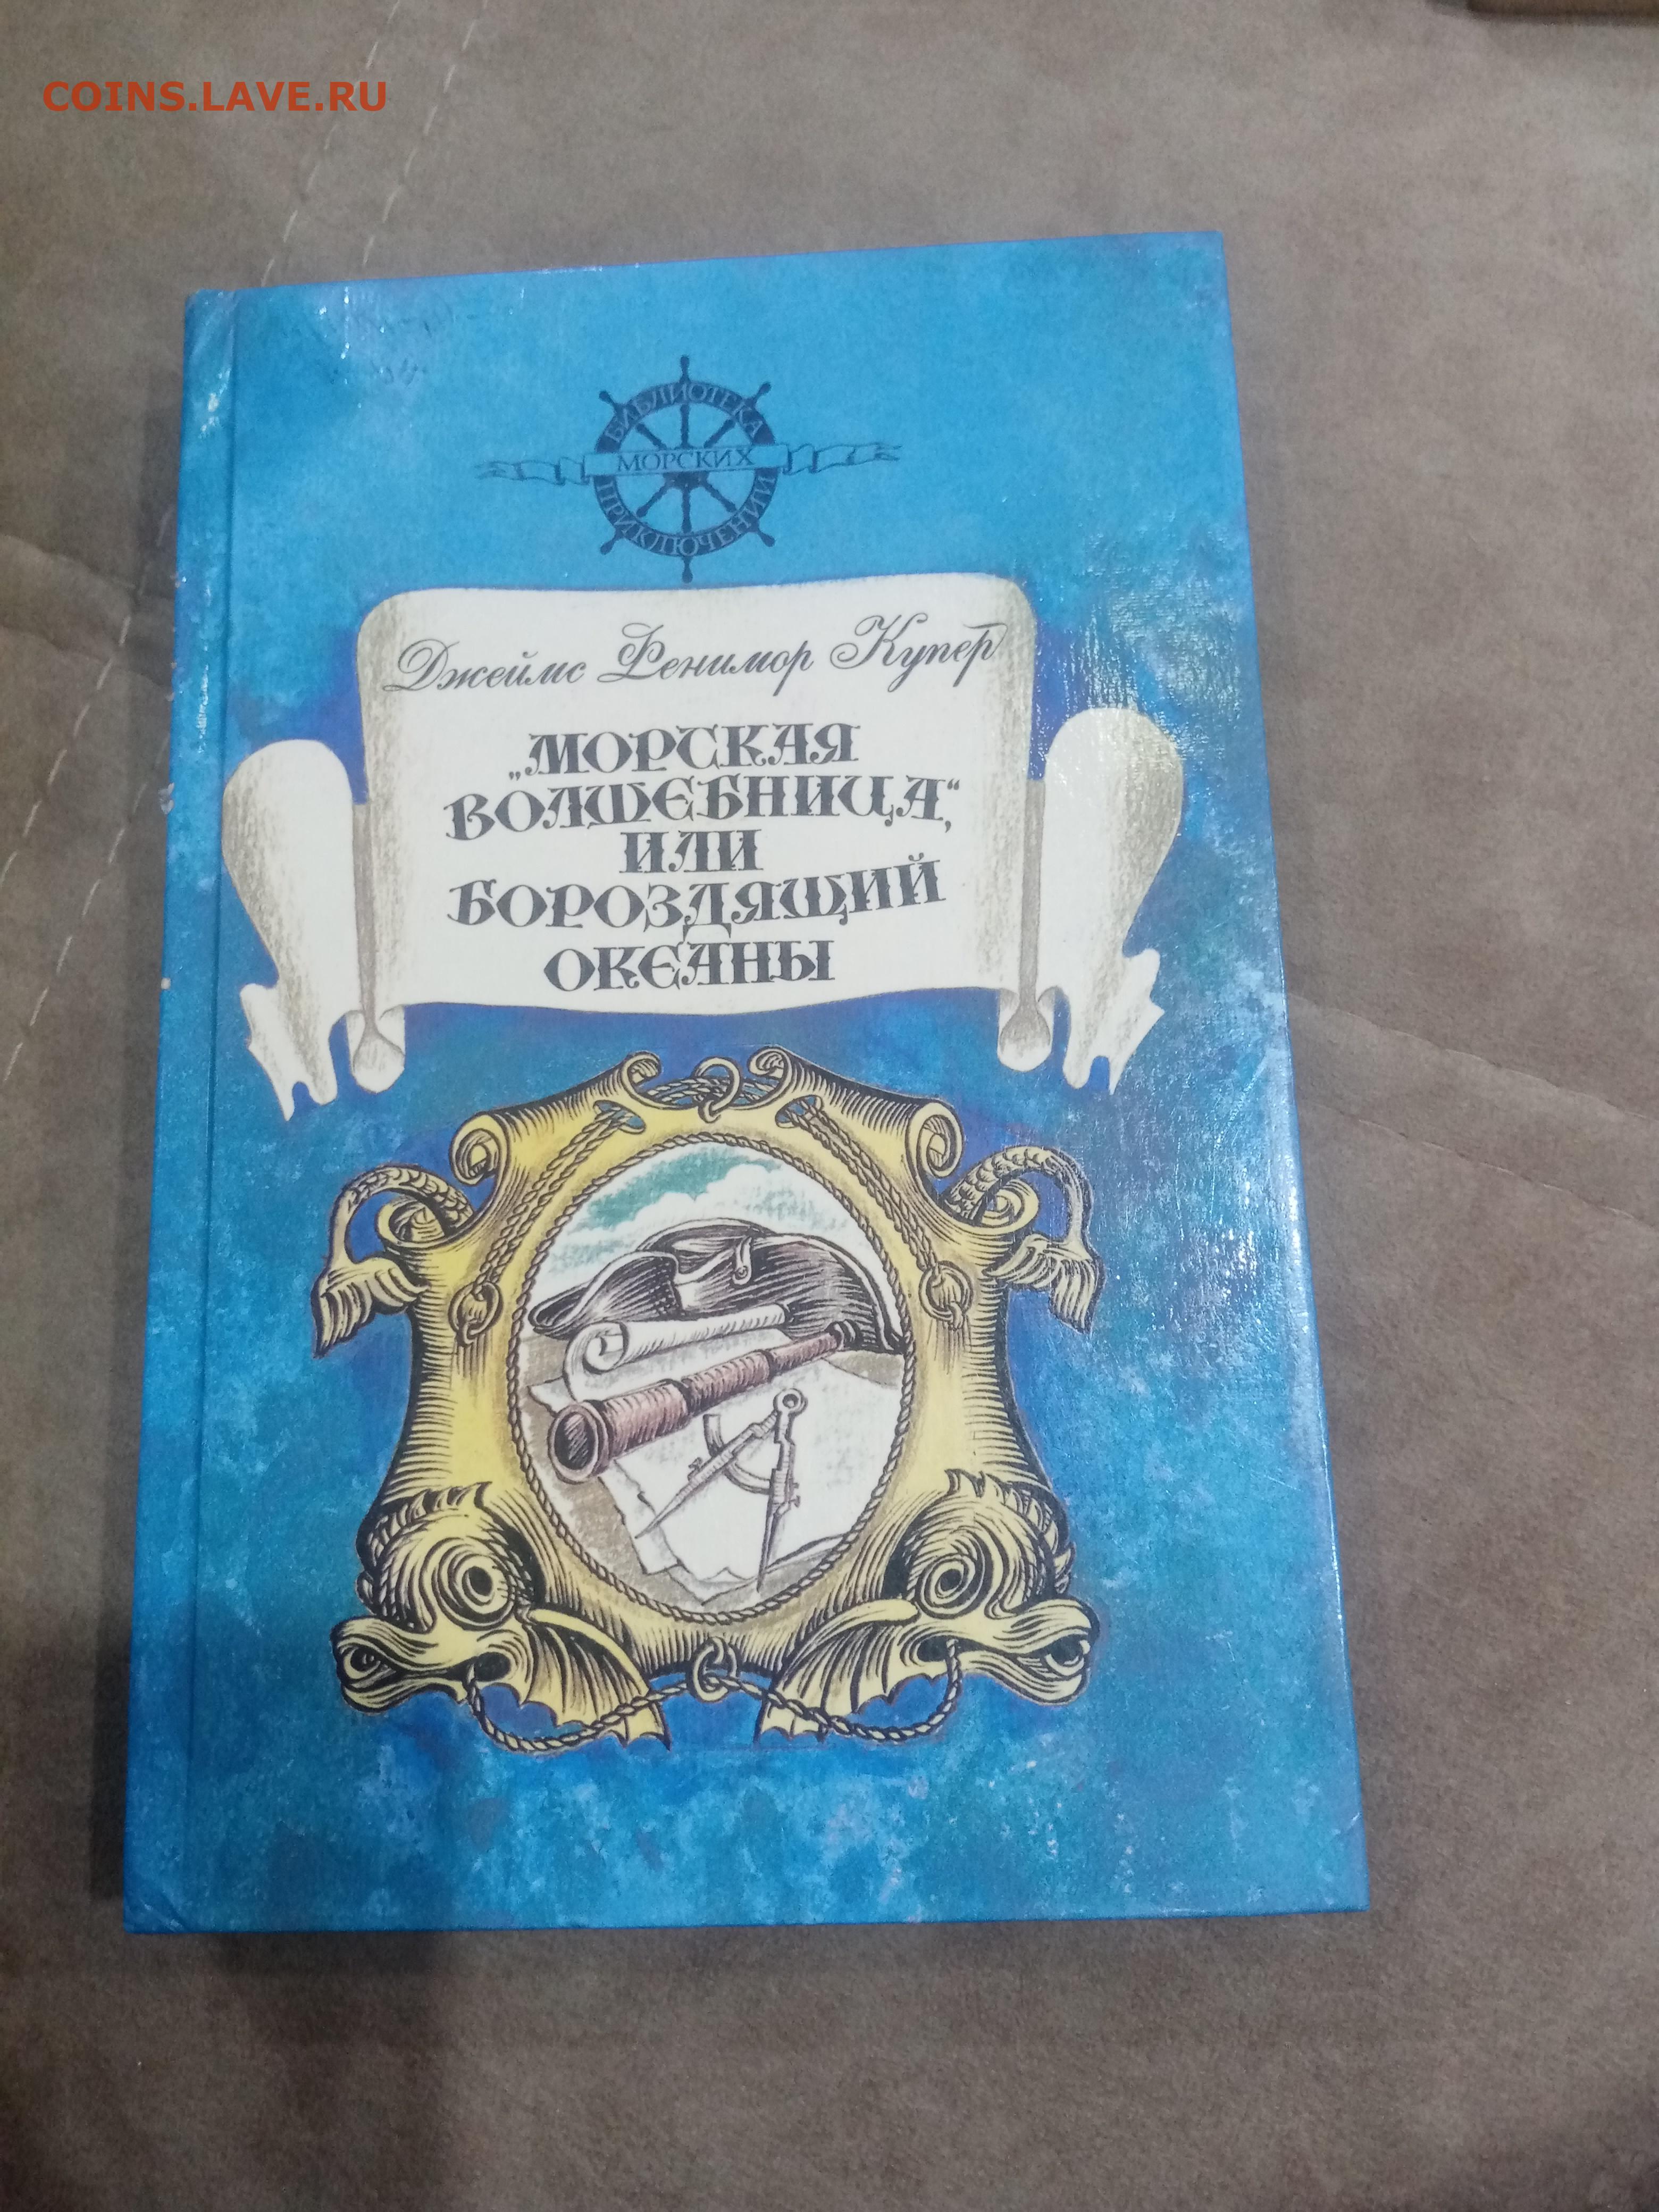 COINS.LAVE.RU
БИБЛИОТЕКА
МОРСКИХ
ПРИКЛЮЧЕНИЙ
Джеймс Фенимор Купер
„МОРСКАЯ
ВОЛШЕБНИЦА“,
ИЛИ
БОРОЗДЯЩИЙ
ОКЕАНЫ